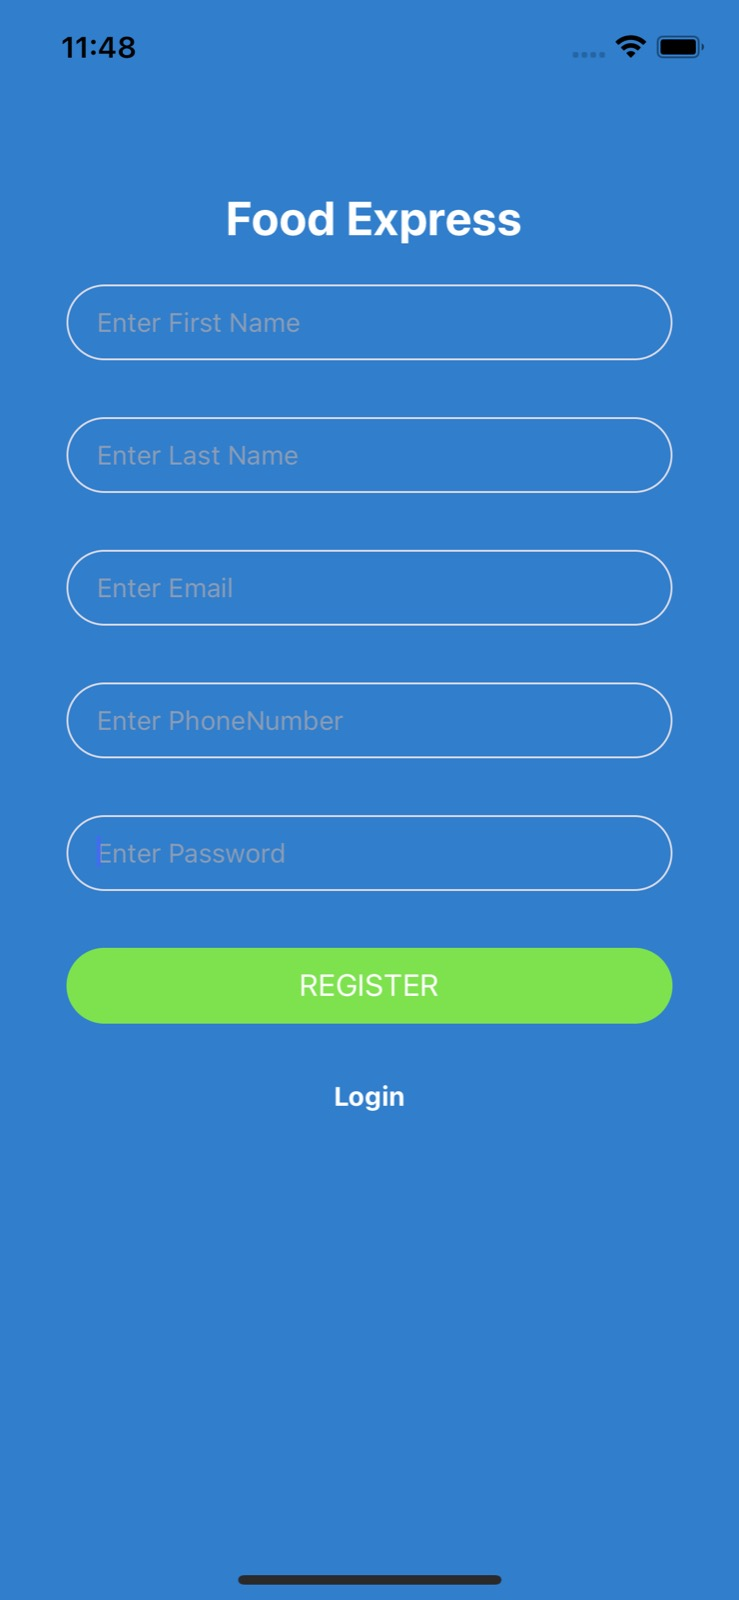 11:48
Food Express
Enter First Name
Enter Last Name
Enter Email
Enter PhoneNumber
Enter Password
REGISTER
Login